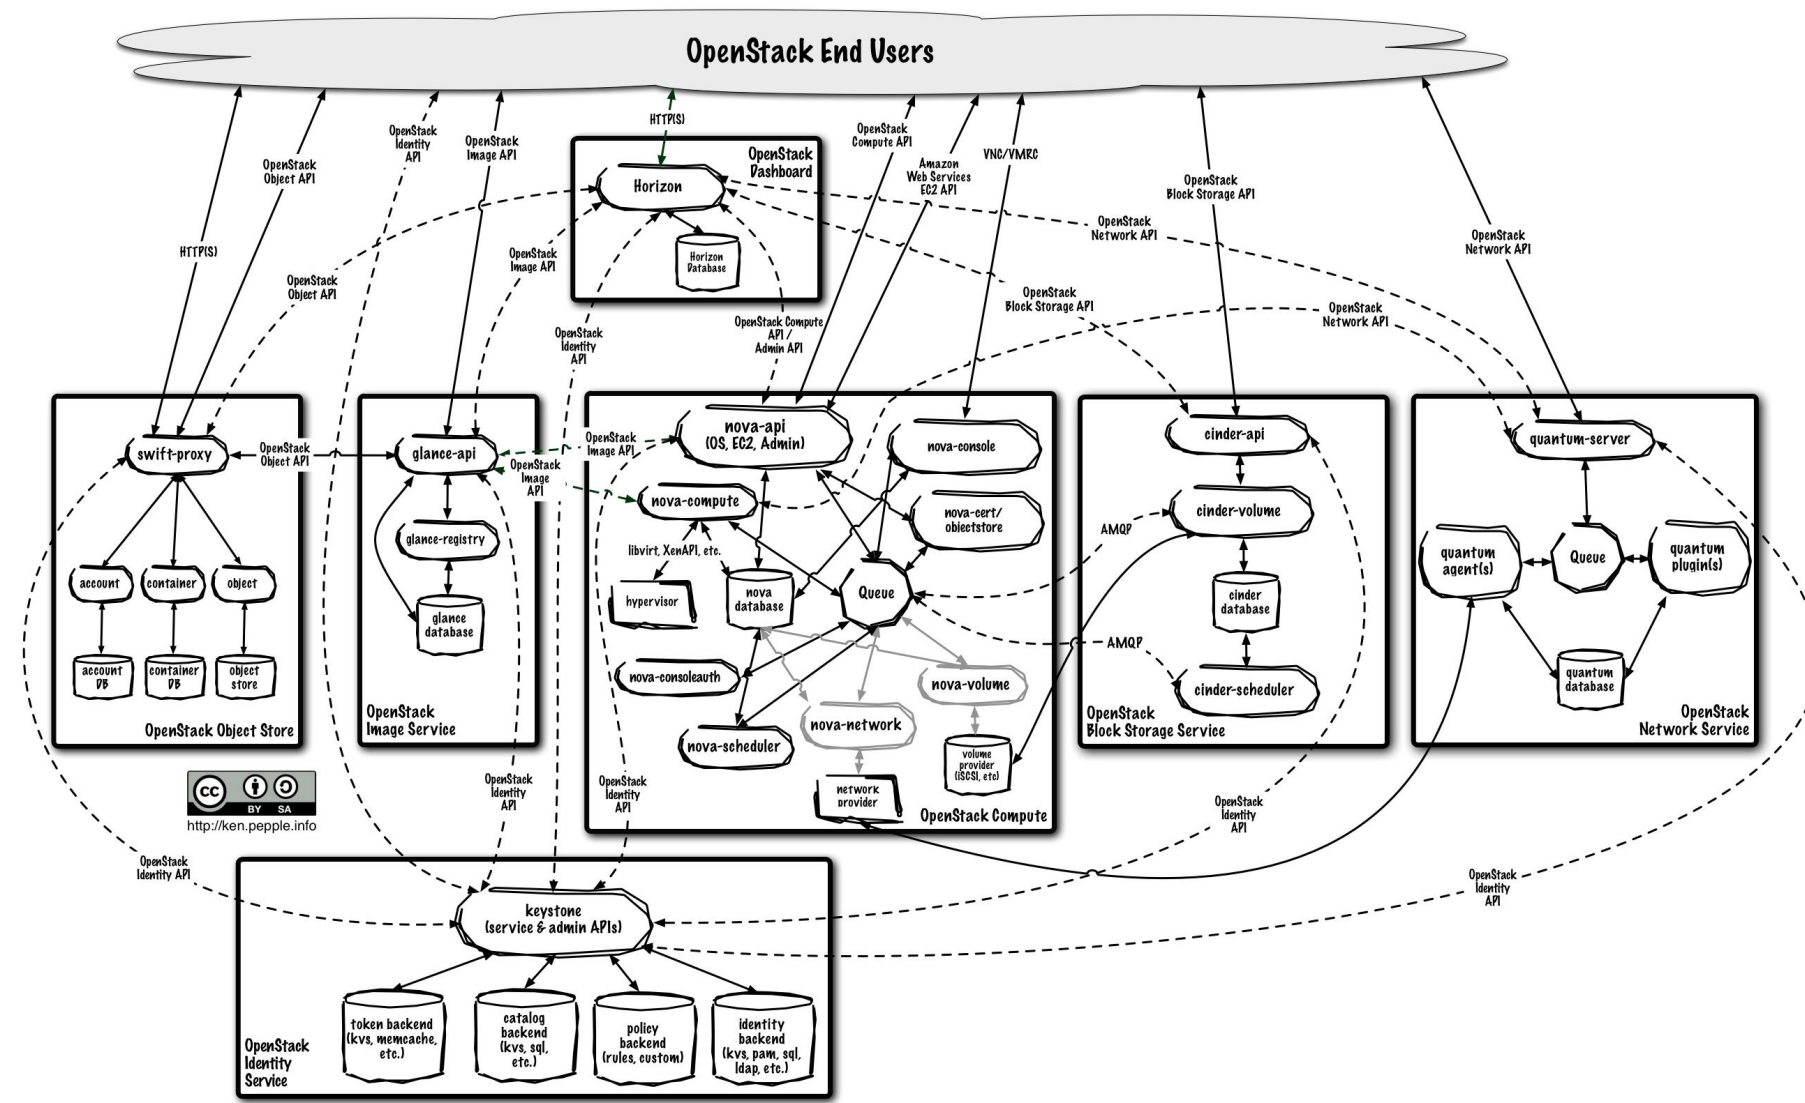 OpenStack End Users
HTTP(S)
OpenStack
Object API
OpenStack
Identity
API
OpenStack
Image API
HTTP(S)
OpenStack
Compute API
Amazon
Web Services
EC2 API
VNC/VMRC
OpenStack
Block Storage API
OpenStack
Network API
OpenStack
Dashboard
Horizon
Horizon
Database
OpenStack
Object API
OpenStack
Image API
OpenStack
Identity
API
OpenStack Compute
API /
Admin API
OpenStack
Block Storage API
OpenStack
Network API
OpenStack
Network API
swift-proxy
account
container
object
account
DB
container
DB
object
store
OpenStack Object Store
OpenStack
Object API
glance-api
glance-registry
glance
database
OpenStack
Image Service
OpenStack
Image API
OpenStack
Image
API
nova-api
(OS, EC2, Admin)
nova-console
nova-compute
nova-cert/
objectstore
libvirt, XenAPI, etc.
hypervisor
nova
database
Queue
nova-consoleauth
nova-volume
nova-network
nova-scheduler
volume
provider
(iSCSI, etc)
network
provider
OpenStack Compute
cinder-api
cinder-volume
cinder
database
cinder-scheduler
OpenStack
Block Storage Service
AMQP
AMQP
quantum-server
quantum
agent(s)
Queue
quantum
plugin(s)
quantum
database
OpenStack
Network Service
cc
BY SA
http://ken.pepple.info
OpenStack
Identity API
OpenStack
Identity
API
OpenStack
Identity
API
OpenStack
Identity
API
OpenStack
Identity
API
keystone
(service & admin APIs)
token backend
(kvs, memcache,
etc.)
catalog
backend
(kvs, sql,
etc.)
policy
backend
(rules, custom)
identity
backend
(kvs, pam, sql,
ldap, etc.)
OpenStack
Identity
Service